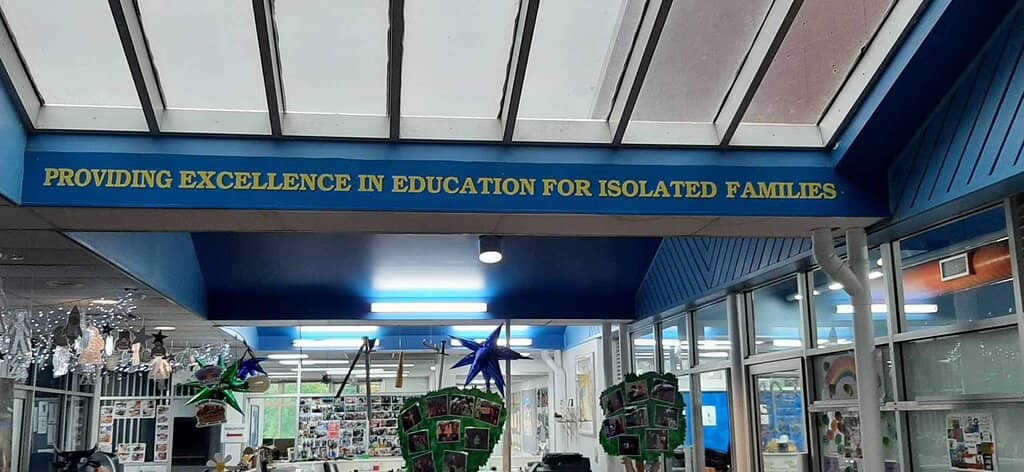 PROVIDING EXCELLENCE IN EDUCATION FOR ISOLATED FAMILIES